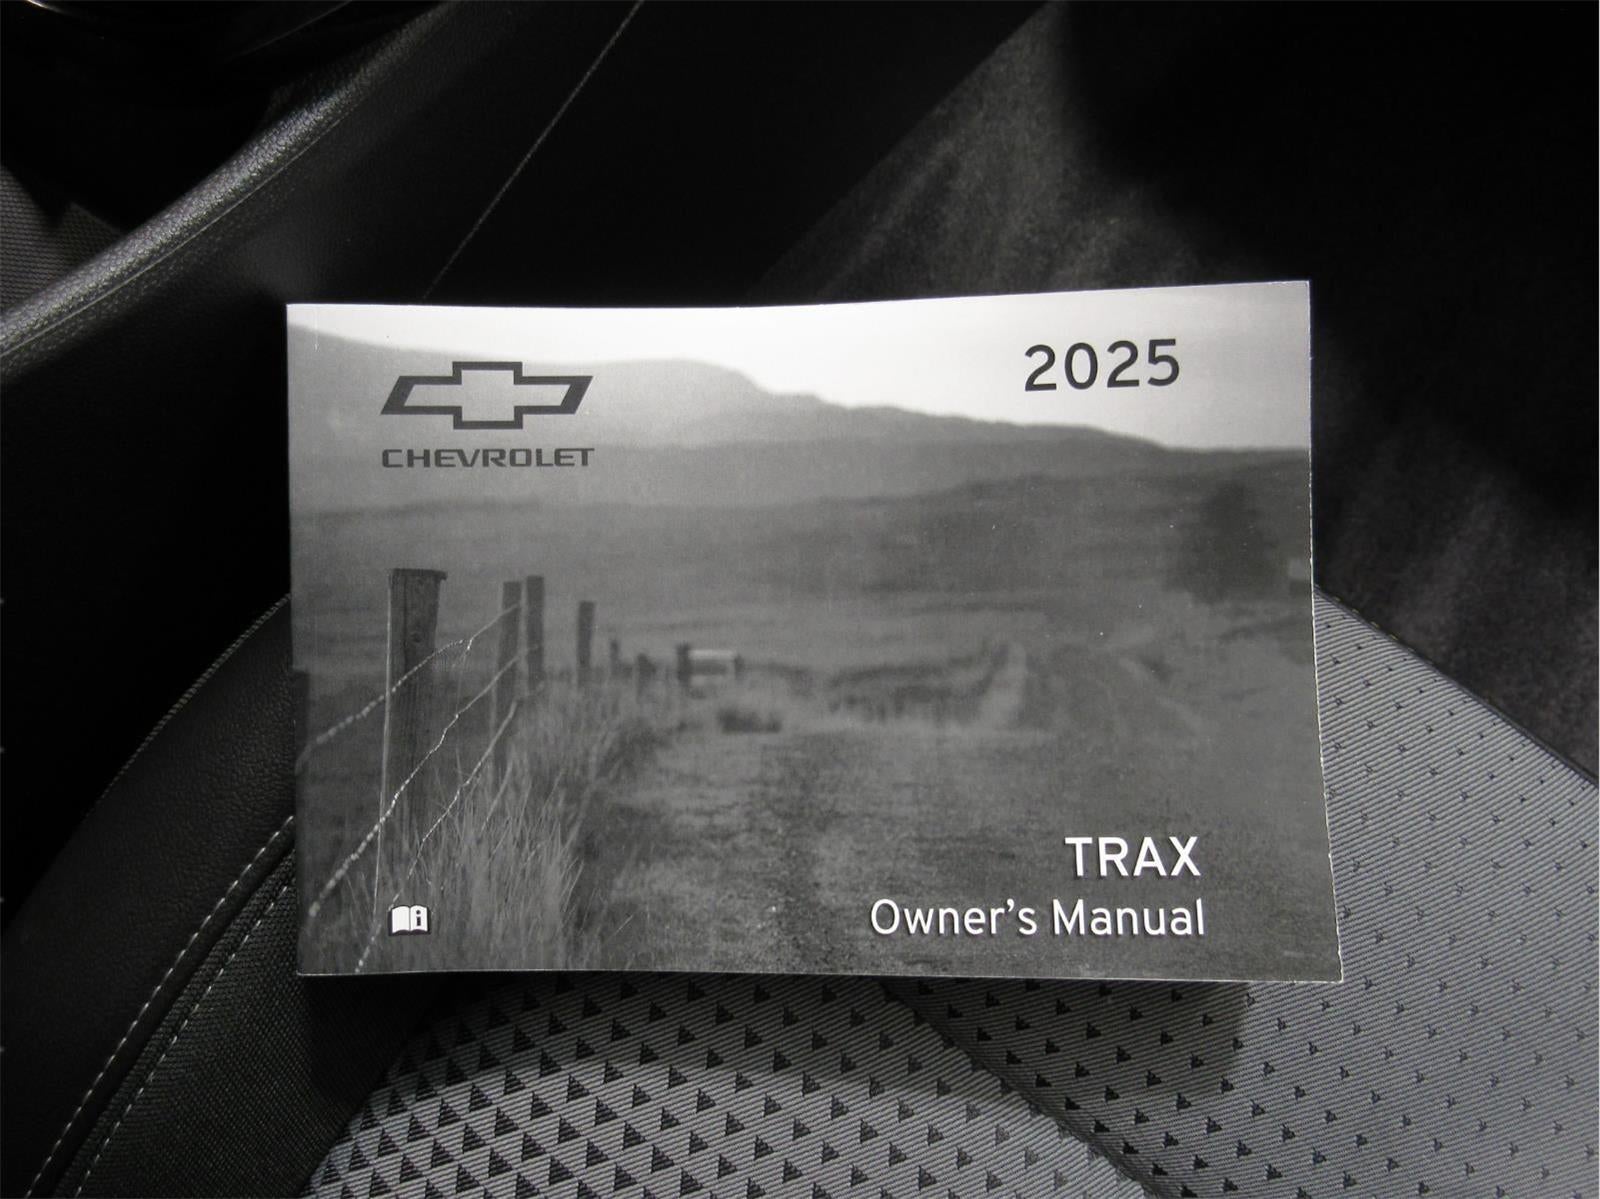 2025
CHEVROLET
TRAX
Owner's Manual